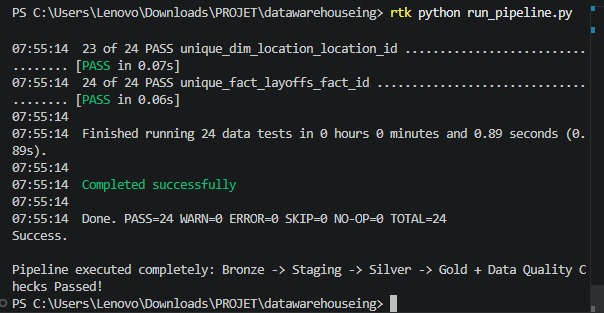 PS C:\Users\Lenovo\Downloads\PROJET\datawarehouseing> rtk python run_pipeline.py
07:55:14  23 of 24 PASS unique_dim_location_location_id ...........................
........ [PASS in 0.07s]
07:55:14  24 of 24 PASS unique_fact_layoffs_fact_id ...............................
........ [PASS in 0.06s]
07:55:14
07:55:14  Finished running 24 data tests in 0 hours 0 minutes and 0.89 seconds (0.
89s).
07:55:14
07:55:14  Completed successfully
07:55:14
07:55:14  Done. PASS=24 WARN=0 ERROR=0 SKIP=0 NO-OP=0 TOTAL=24
Success.
Pipeline executed completely: Bronze -> Staging -> Silver -> Gold + Data Quality C
hecks Passed!
PS C:\Users\Lenovo\Downloads\PROJET\datawarehouseing>